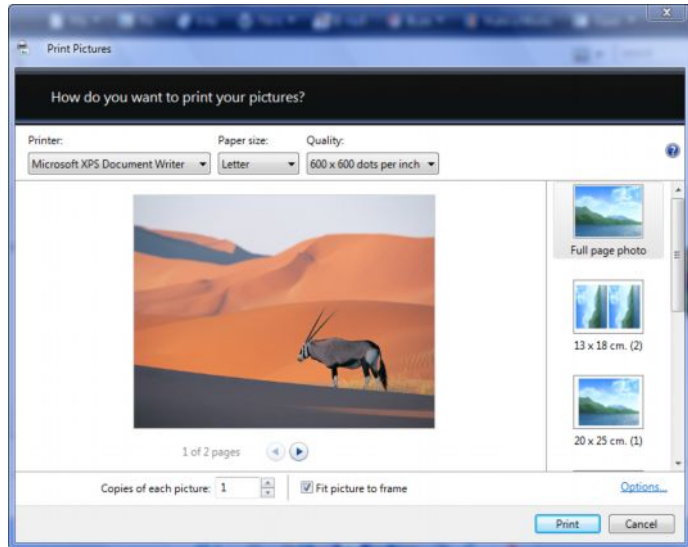 Print Pictures
How do you want to print your pictures?
Printer: Paper size: Quality:
Microsoft XPS Document Writer Letter 600 x 600 dots per inch
Full page photo
13 x 18 cm. (2)
20 x 25 cm. (1)
1 of 2 pages
Copies of each picture: 1 Fit picture to frame Options...
Print Cancel